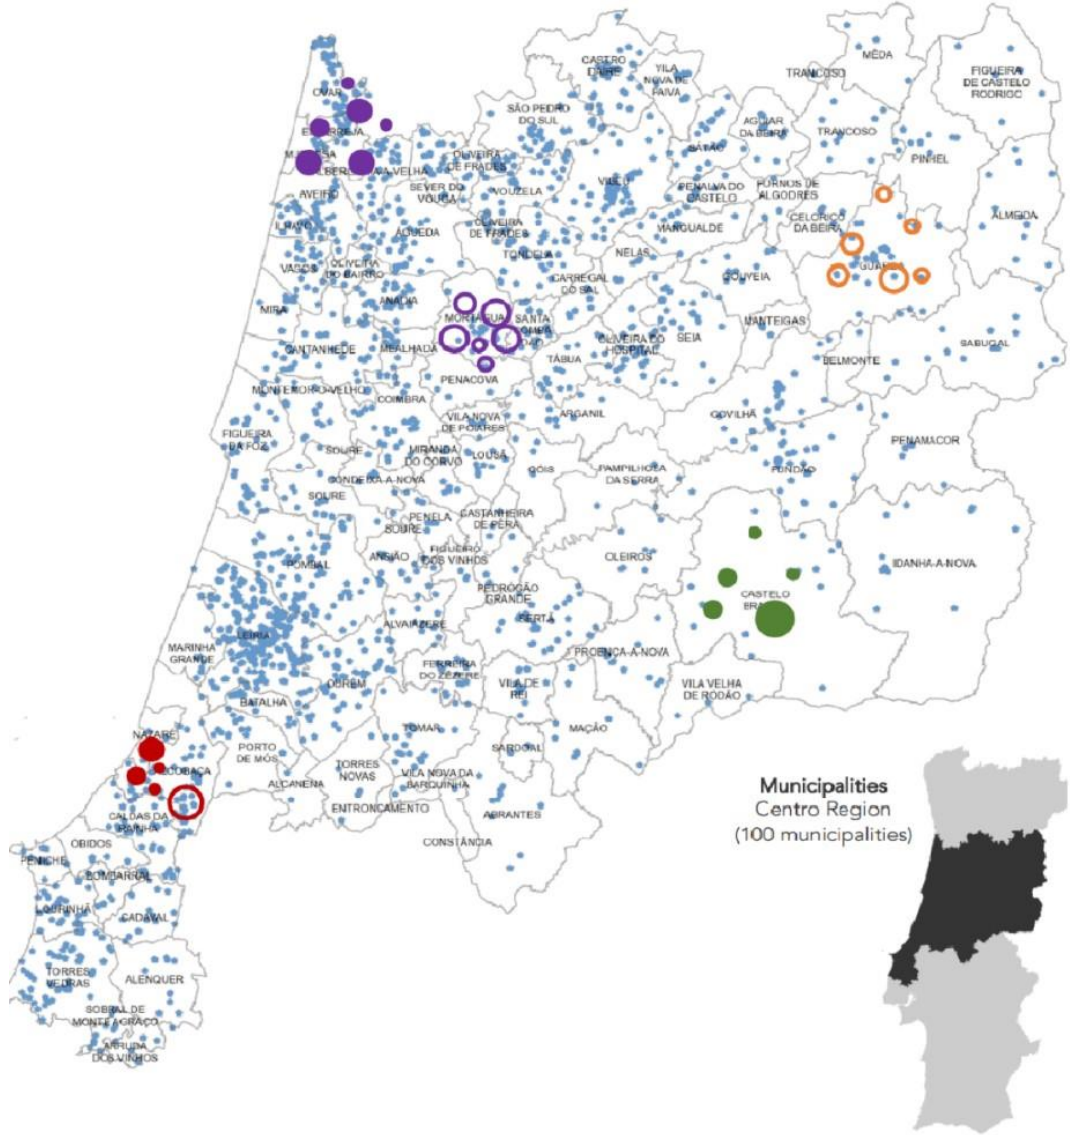 MÊDA
CASTRO
DAIRE
VILA
NOVA DE
PAIVA
TRANCOSO
FIGUEIRA
DE CASTELO
RODRIGO
OVAR
SÃO PEDRO
DO SUL
AGUIAR
DA BEIRA
TRANCOSO
SÁTÃO
PINHEL
OLIVEIRA
DE FRADES
SEVER DO
VOUGA
VOUZELA
PENALVA DO
CASTELO
FORNOS DE
ALGODRES
AVEIRO
ÍLHAVO
ÁGUEDA
OLIVEIRA
DE FRADES
MANGUALDE
CELORICO
DA BEIRA
ALMEIDA
TONDELA
NELAS
VAGOS
OLIVEIRA
DO BAIRRO
CARREGAL
DO SAL
GOUVEIA
ANADIA
MIRA
SANTA
MANTEIGAS
CANTANHEDE
MEALHADA
OLIVEIRA DO
HOSPITAL
SEIA
SABUGAL
TÁBUA
BELMONTE
PENACOVA
MONTEMOR-O-VELHO
COIMBRA
VILA NOVA
DE POIARES
ARGANIL
COVILHÃ
FIGUEIRA
DA FOZ
SOURE
MIRANDA
DO CORVO
LOUSÃ
PENAMACOR
GOIS
PAMPILHOSA
DA SERRA
FUNDÃO
CONDEIXA-A-NOVA
SOURE
PENELA
CASTANHEIRA
DE PÊRA
SOURE
ANSIÃO
FIGUEIRÓ
DOS VINHOS
OLEIROS
IDANHA-A-NOVA
POMBAL
PEDRÓGÃO
GRANDE
CASTELO
SERTÃ
ALVAIÁZERE
LEIRIA
MARINHA
GRANDE
PROENÇA-A-NOVA
FERREIRA
DO ZÊZERE
OURÉM
VILA DE
REI
VILA VELHA
DE RÓDÃO
BATALHA
TOMAR
MAÇÃO
NAZARÉ
PORTO
DE MÓS
SARDOAL
TORRES
NOVAS
VILA NOVA DA
BARQUINHA
ALCANENA
ENTRONCAMENTO
ABRANTES
CALDAS DA
RAINHA
CONSTÂNCIA
ÓBIDOS
PENICHE
BOMBARRAL
LOURINHÃ
CADAVAL
TORRES
VEDRAS
ALENQUER
SOBRAL DE
MONTE AGRAÇO
ARRUDA
DOS VINHOS
Municipalities
Centro Region
(100 municipalities)